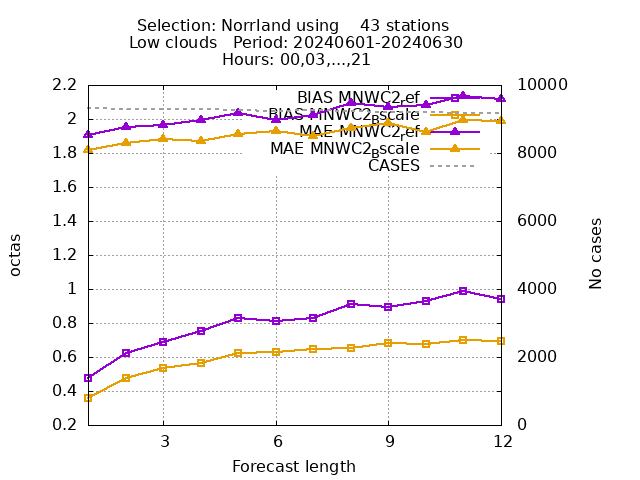 Selection: Norrland using    43 stations
Low clouds   Period: 20240601-20240630
Hours: 00,03,...,21
2.2
2
1.8
1.6
1.4
1.2
1
0.8
0.6
0.4
0.2
octas
10000
8000
6000
4000
2000
0
No cases
BIAS MNWC2_ref
BIAS MNWC2_Bscale
MAE MNWC2_ref
MAE MNWC2_Bscale
CASES
3
6
9
12
Forecast length